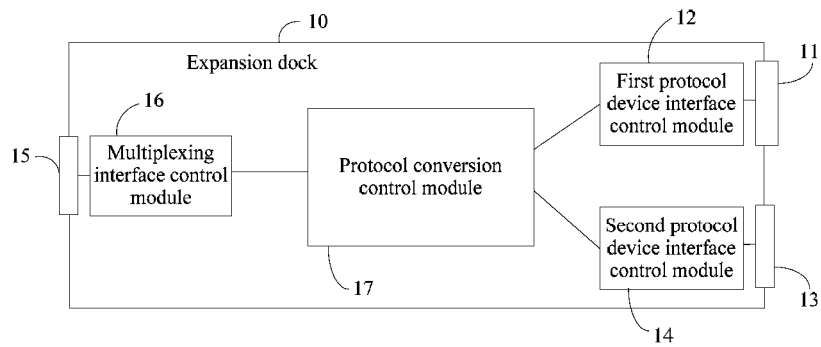 10
Expansion dock
12
11
First protocol
device interface
control module
16
15
Multiplexing
interface control
module
Protocol conversion
control module
Second protocol
device interface
control module
17
14
13